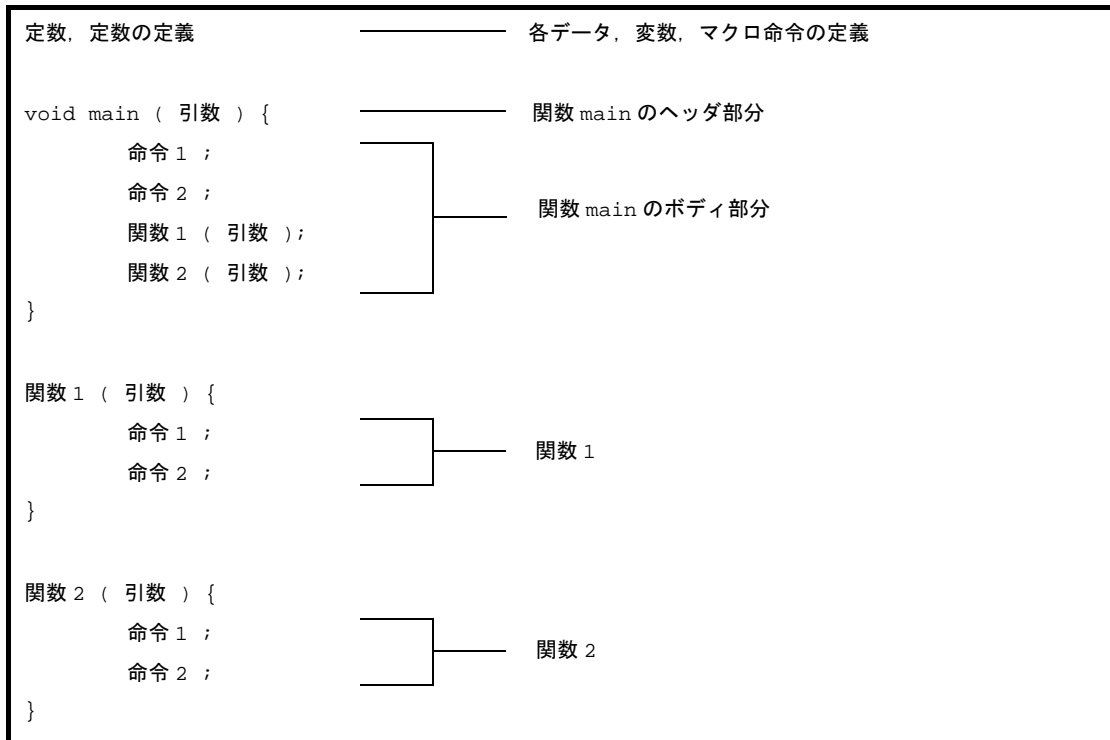 定数，定数の定義 各データ，変数，マクロ命令の定義
void main ( 引数 ) { 関数 main のヘッダ部分
命令 1 ;
命令 2 ;
関数 main のボディ部分
関数 1 ( 引数 );
関数 2 ( 引数 );
}
関数 1 ( 引数 ) {
命令 1 ;
関数 1
命令 2 ;
}
関数 2 ( 引数 ) {
命令 1 ;
関数 2
命令 2 ;
}